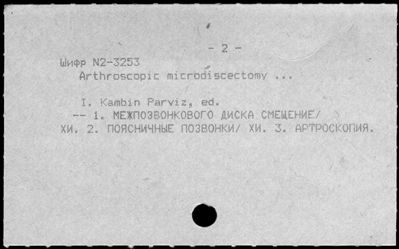 - 2 -
Шифр N2-3253
Arthroscopic microdiscectomy ...
I. Kambin Parviz, ed.
-- 1. МЕЖПОЗВОНКОВОГО ДИСКА СМЕЩЕНИЕ/
ХИ. 2. ПОЯСНИЧНЫЕ ПОЗВОНКИ/ ХИ. 3. АРТРОСКОПИЯ.